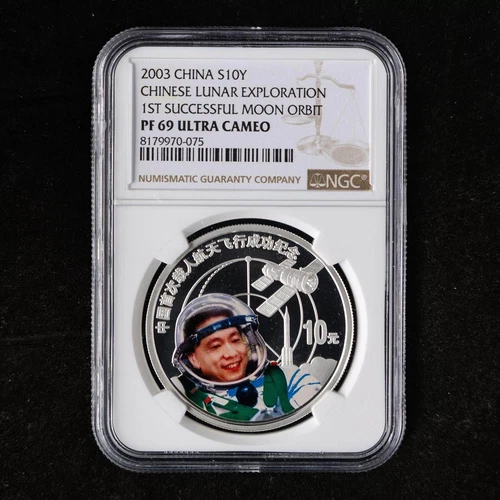 2003 CHINA S10Y
CHINESE LUNAR EXPLORATION
1ST SUCCESSFUL MOON ORBIT
PF 69 ULTRA CAMEO
8179970-075
NUMISMATIC GUARANTY COMPANY
NGC®
中国首次载人航天飞行成功纪念
10元